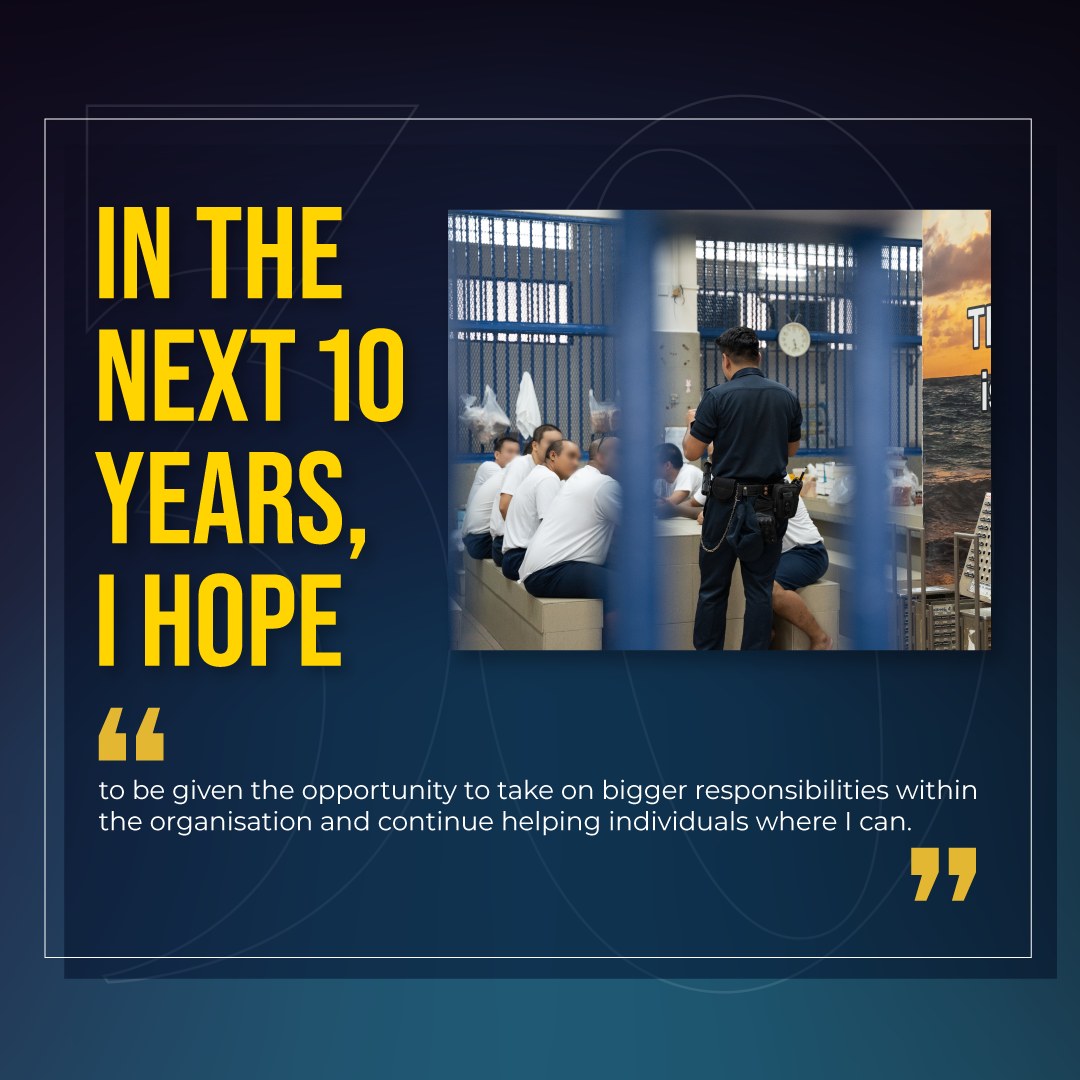 IN THE
NEXT 10
YEARS,
I HOPE
“
to be given the opportunity to take on bigger responsibilities within
the organisation and continue helping individuals where I can.
”